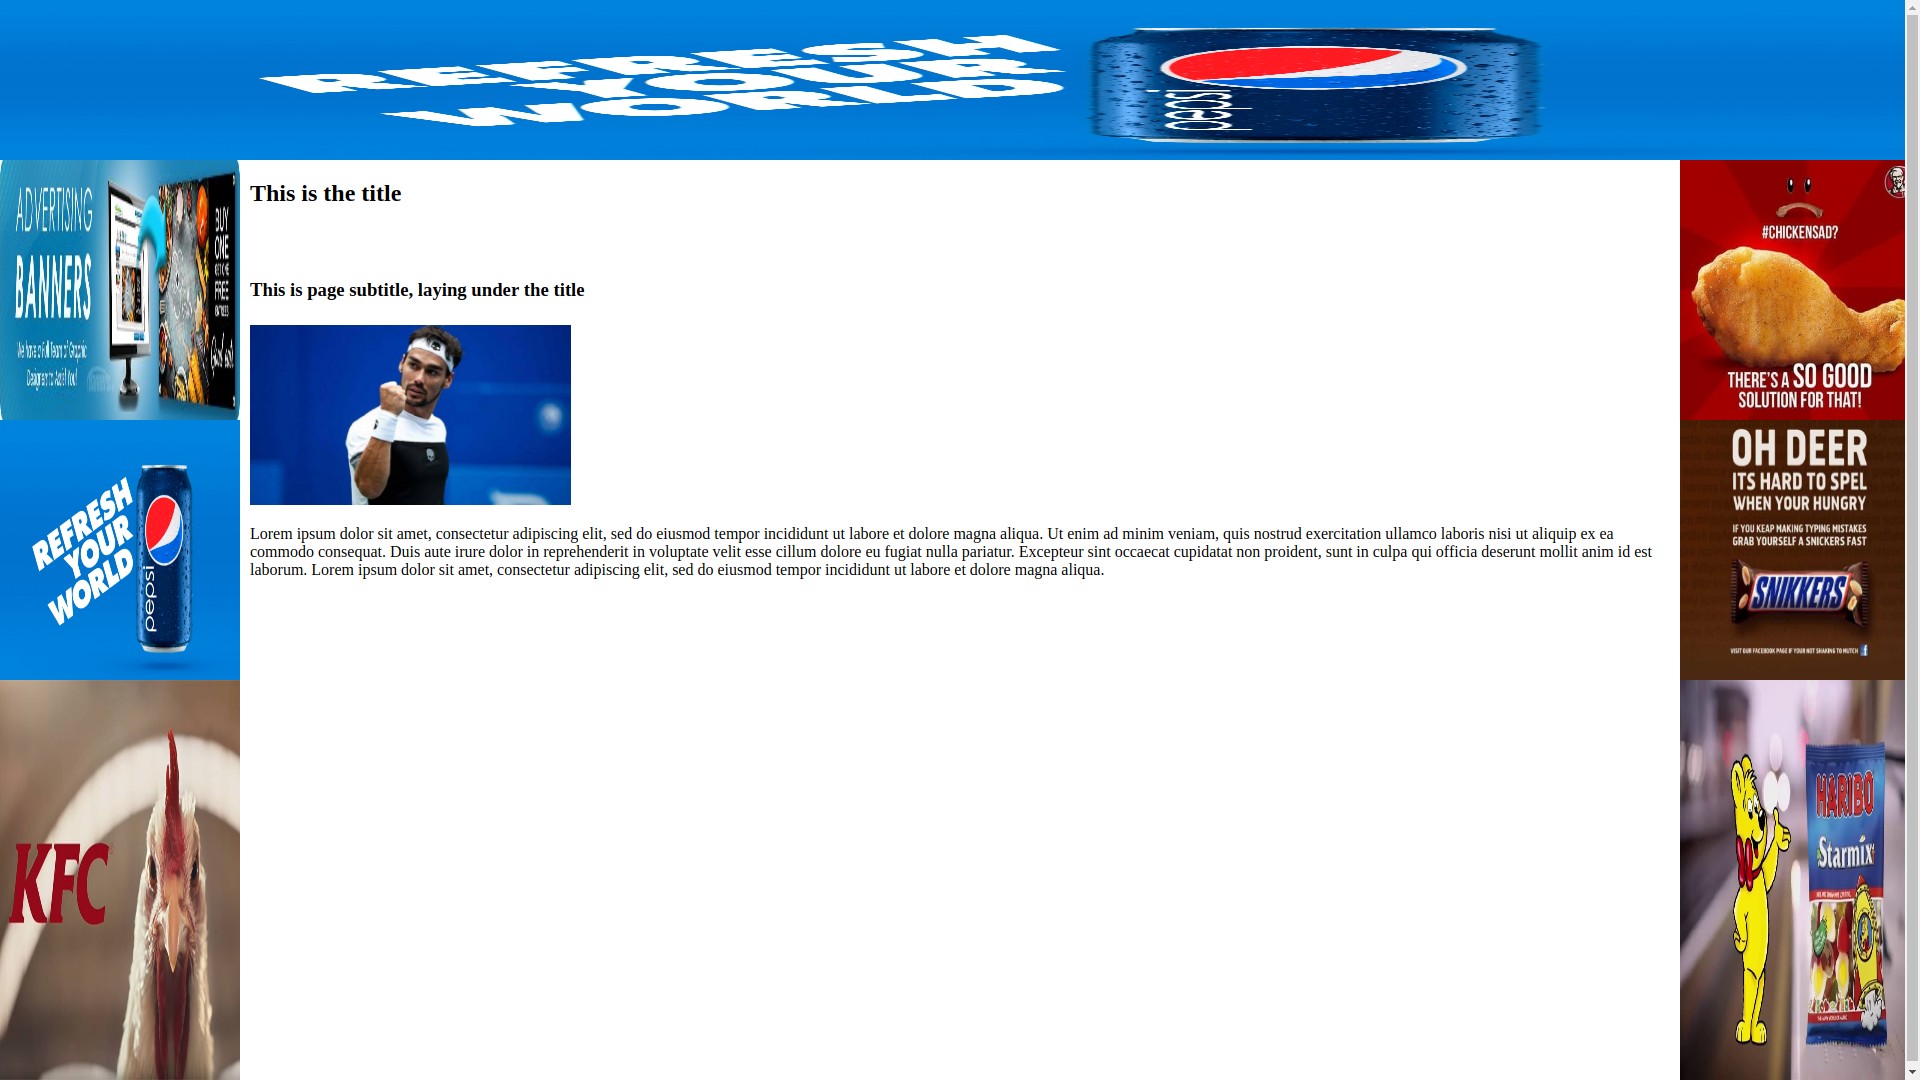 REFRESH
YOUR
WORLD
pepsi
ADVERTISING
BANNERS
We have a Full Team of Graphic
Designers to Assist You!
BUY
ONE
FREE
This is the title
This is page subtitle, laying under the title
Lorem ipsum dolor sit amet, consectetur adipiscing elit, sed do eiusmod tempor incididunt ut labore et dolore magna aliqua. Ut enim ad minim veniam, quis nostrud exercitation ullamco laboris nisi ut aliquip ex ea
commodo consequat. Duis aute irure dolor in reprehenderit in voluptate velit esse cillum dolore eu fugiat nulla pariatur. Excepteur sint occaecat cupidatat non proident, sunt in culpa qui officia deserunt mollit anim id est
laborum. Lorem ipsum dolor sit amet, consectetur adipiscing elit, sed do eiusmod tempor incididunt ut labore et dolore magna aliqua.
#CHICKENSAD?
THERE'S A SO GOOD
SOLUTION FOR THAT!
REFRESH
YOUR
WORLD
pepsi
OH DEER
ITS HARD TO SPEL
WHEN YOUR HUNGRY
IF YOU KEAP MAKING TYPING MISTAKES
GRAB YOURSELF A SNICKERS FAST
SNIKKERS
VISIT OUR FACEBOOK PAGE IF YOUR NOT SHAKING TO MUTCH
KFC
HARIBO
Starmix